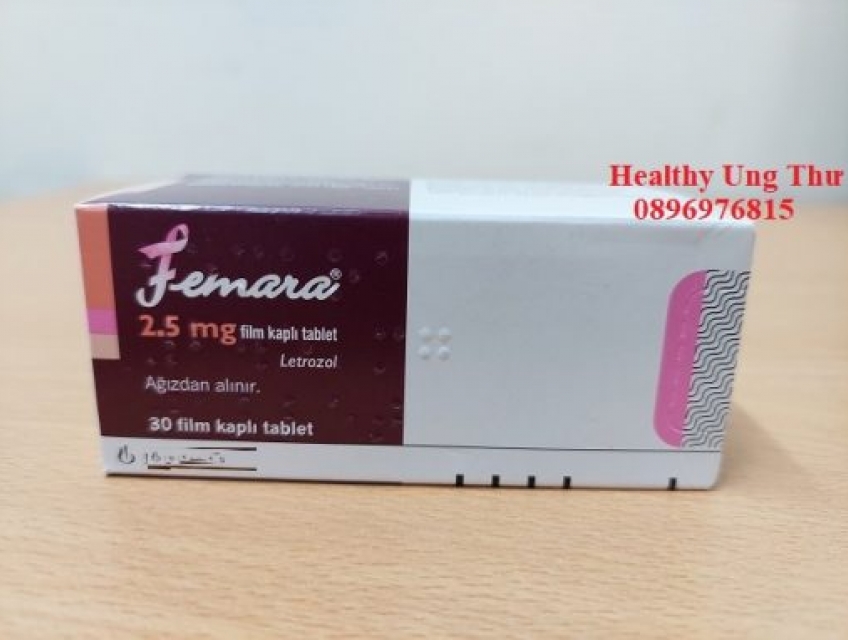 Healthy Ung Thư
0896976815
Femara®
2.5 mg film kaplı tablet
Letrozol
Ağızdan alınır.
30 film kaplı tablet